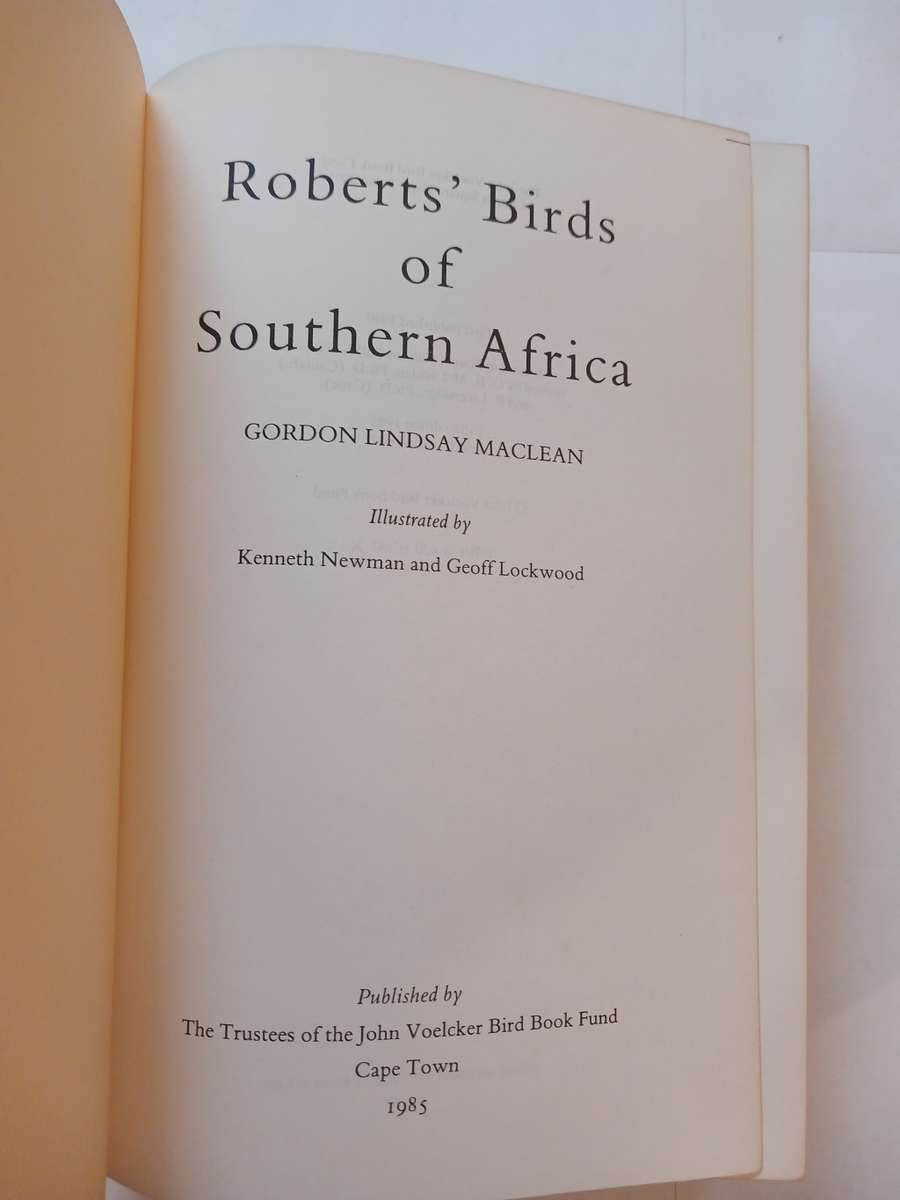 Roberts’ Birds
of
Southern Africa
GORDON LINDSAY MACLEAN
Illustrated by
Kenneth Newman and Geoff Lockwood
Published by
The Trustees of the John Voelcker Bird Book Fund
Cape Town
1985